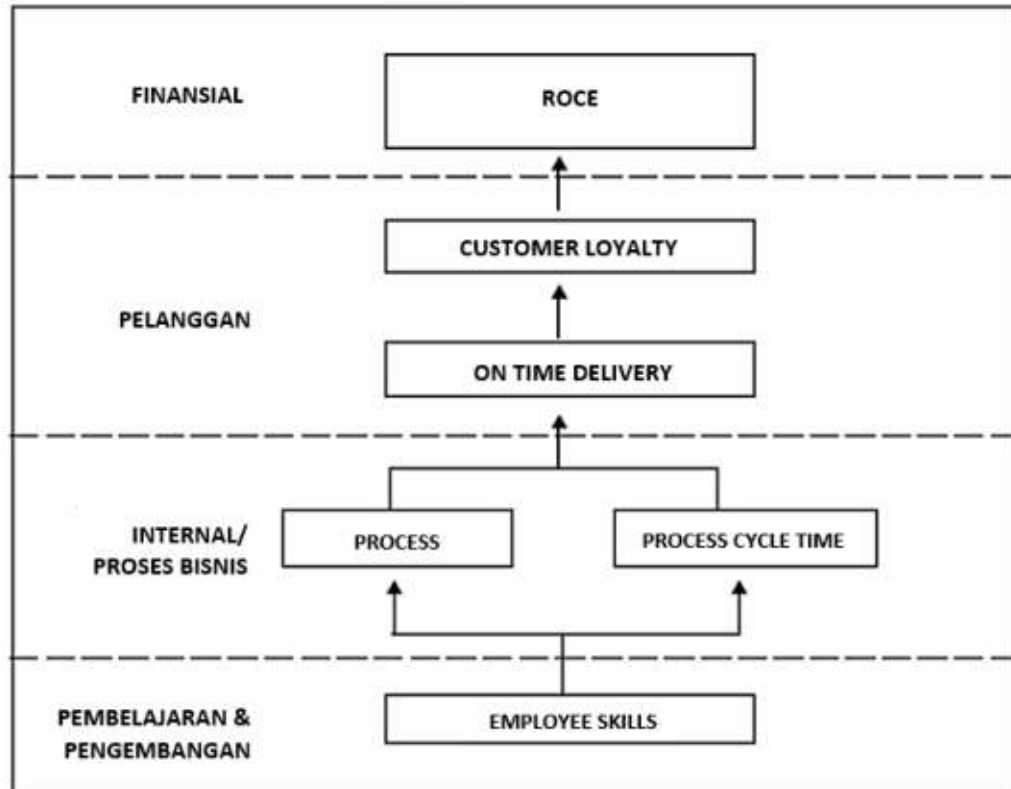 FINANSIAL
ROCE
CUSTOMER LOYALTY
PELANGGAN
ON TIME DELIVERY
INTERNAL/
PROSES BISNIS
PROCESS
PROCESS CYCLE TIME
PEMBELAJARAN &
PENGEMBANGAN
EMPLOYEE SKILLS